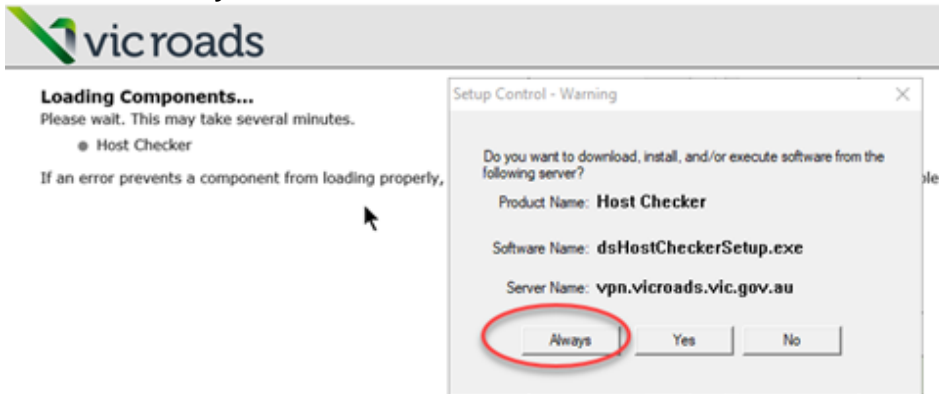 vic roads
Loading Components...
Please wait. This may take several minutes.
Host Checker
If an error prevents a component from loading properly,
Setup Control - Warning
Do you want to download, install, and/or execute software from the
following server?
Product Name: Host Checker
Software Name: dsHostCheckerSetup.exe
Server Name: vpn.vicroads.vic.gov.au
Always Yes No